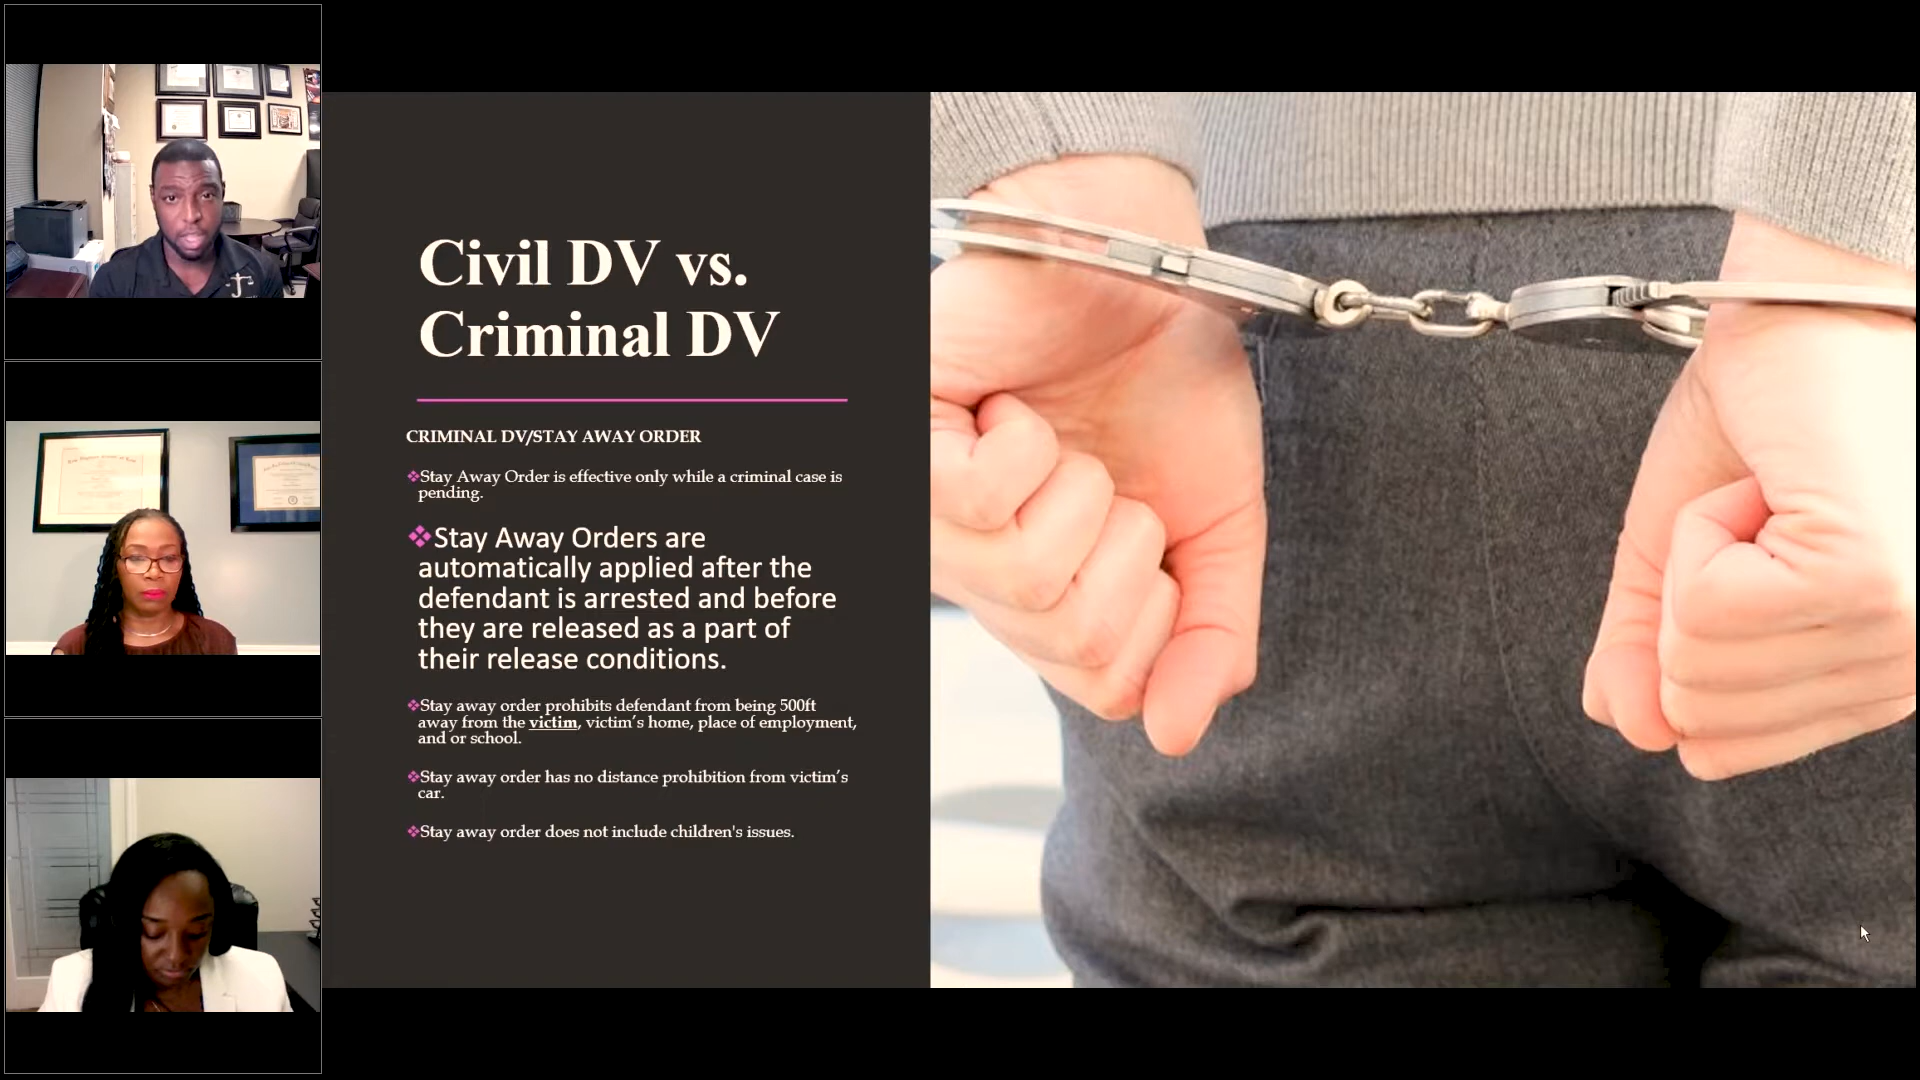 Civil DV vs.
Criminal DV
CRIMINAL DV/STAY AWAY ORDER
❖Stay Away Order is effective only while a criminal case is
pending.
❖Stay Away Orders are
automatically applied after the
defendant is arrested and before
they are released as a part of
their release conditions.
❖Stay away order prohibits defendant from being 500ft
away from the victim, victim’s home, place of employment,
and or school.
❖Stay away order has no distance prohibition from victim’s
car.
❖Stay away order does not include children's issues.